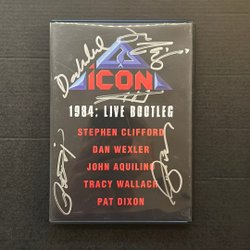 ICON
1984: LIVE BOOTLEG
STEPHEN CLIFFORD
DAN WEXLER
JOHN AQUILINO
TRACY WALLACH
PAT DIXON